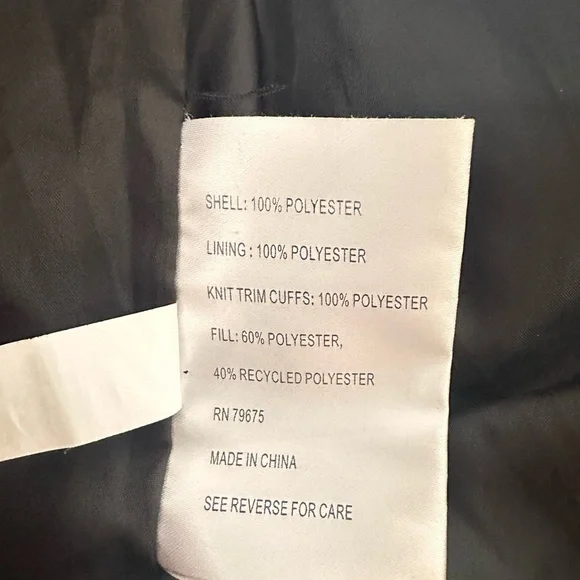 SHELL: 100% POLYESTER
LINING : 100% POLYESTER
KNIT TRIM CUFFS: 100% POLYESTER
FILL: 60% POLYESTER,
40% RECYCLED POLYESTER
RN 79675
MADE IN CHINA
SEE REVERSE FOR CARE